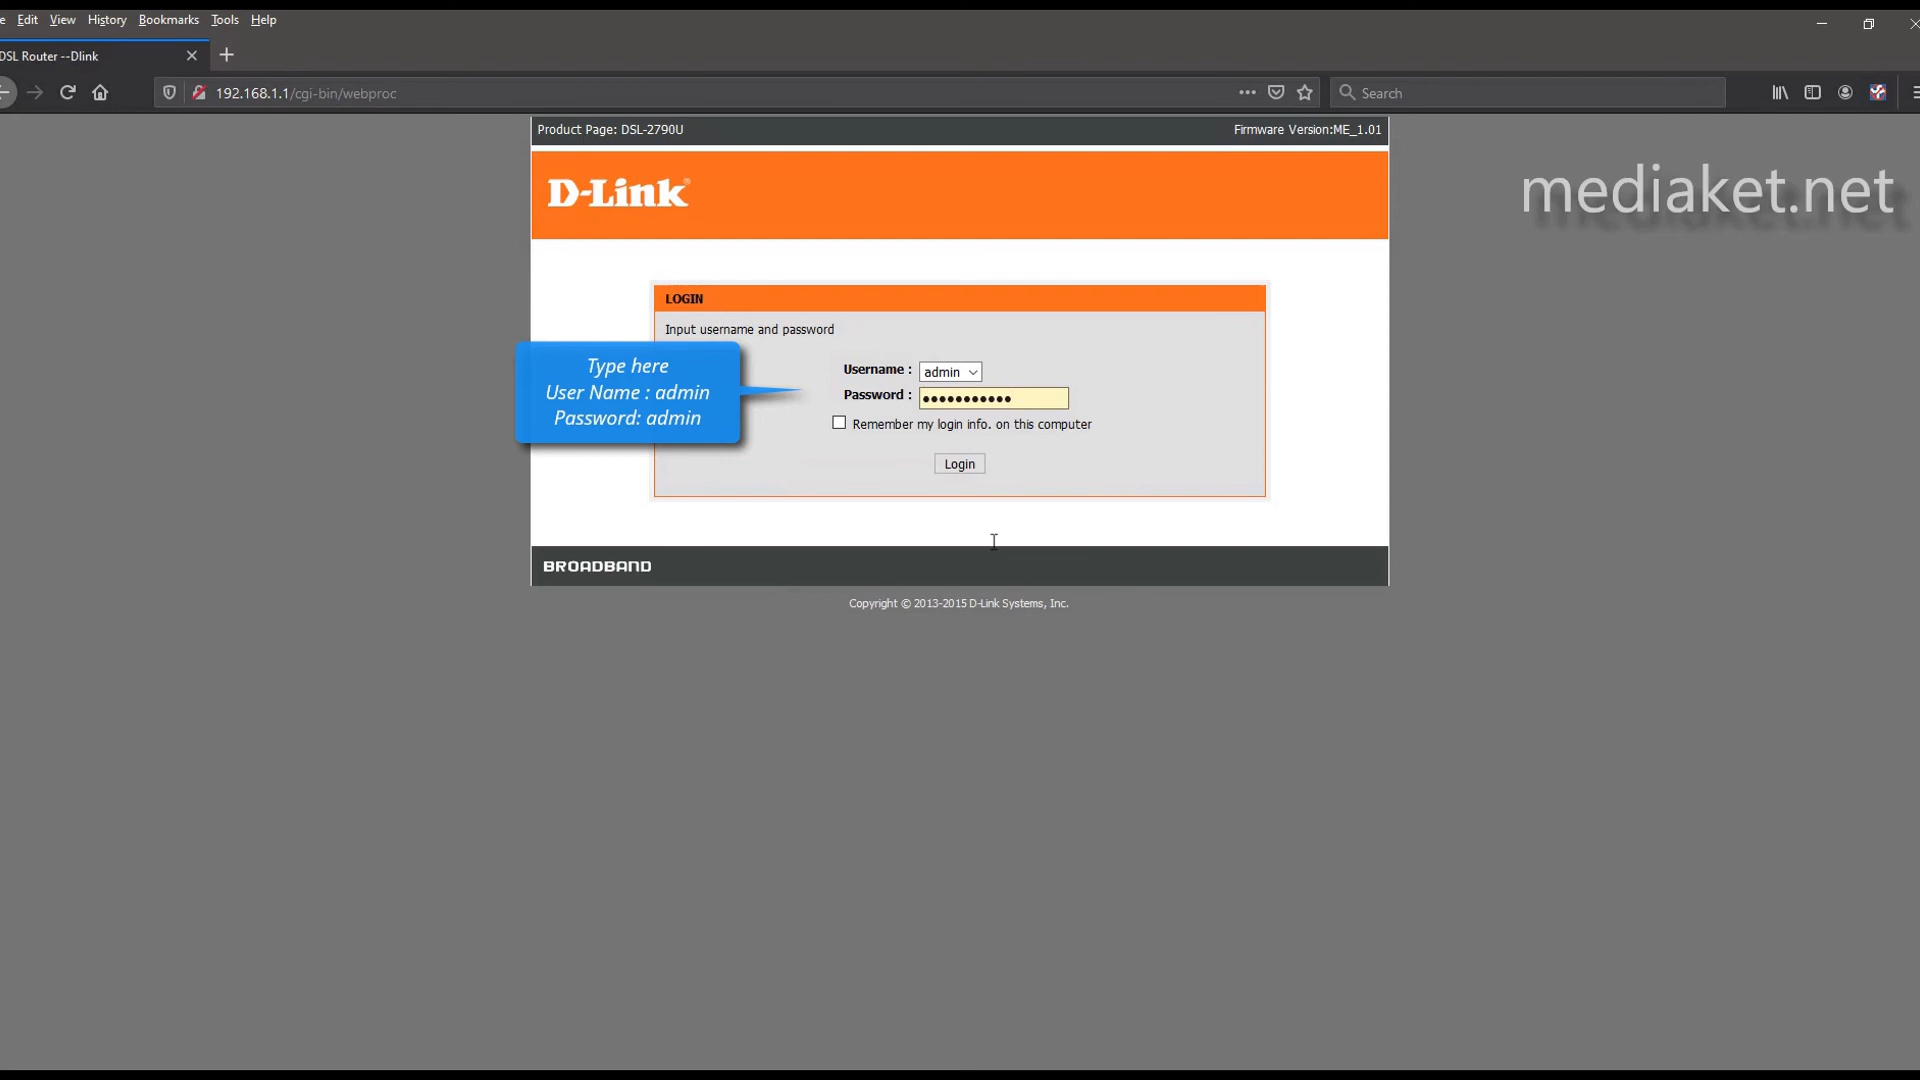 Edit View History Bookmarks Tools Help
DSL Router --Dlink
192.168.1.1/cgi-bin/webproc
Search
Product Page: DSL-2790U
Firmware Version:ME_1.01
D-Link®
mediaket.net
LOGIN
Input username and password
Type here
User Name : admin
Password: admin
Username : admin
Password : •••••••••••
Remember my login info. on this computer
Login
BROADBAND
Copyright © 2013-2015 D-Link Systems, Inc.